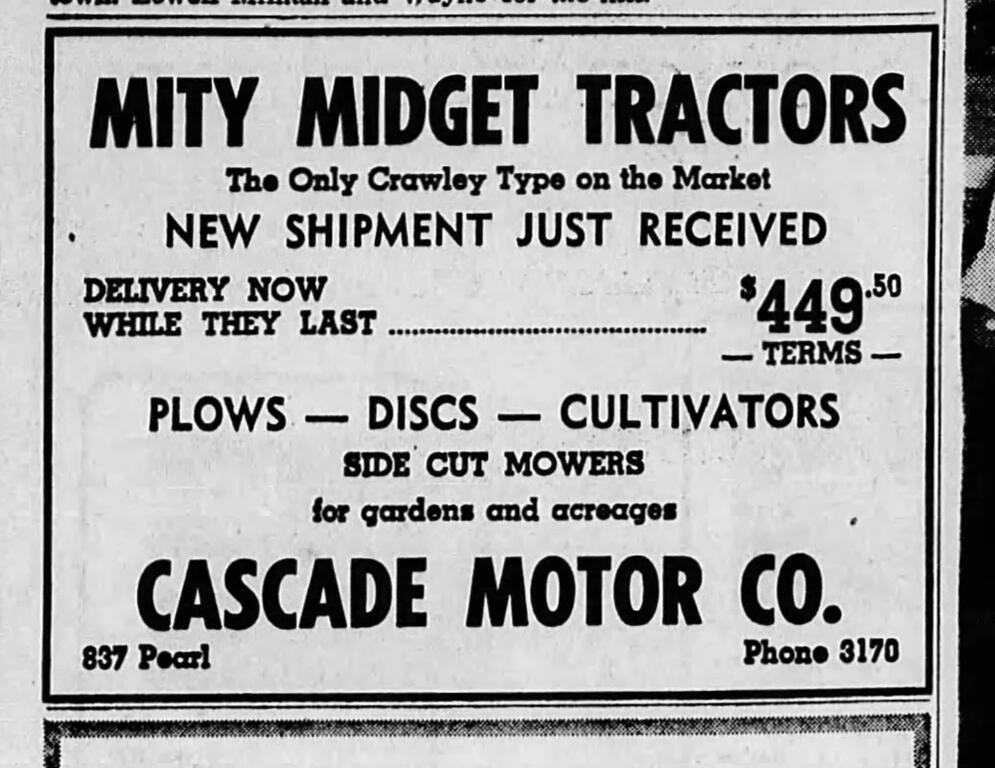 MITY MIDGET TRACTORS
The Only Crawley Type on the Market
NEW SHIPMENT JUST RECEIVED
DELIVERY NOW
WHILE THEY LAST ........................................ $449.50
— TERMS —
PLOWS — DISCS — CULTIVATORS
SIDE CUT MOWERS
for gardens and acreages
CASCADE MOTOR CO.
837 Pearl Phone 3170